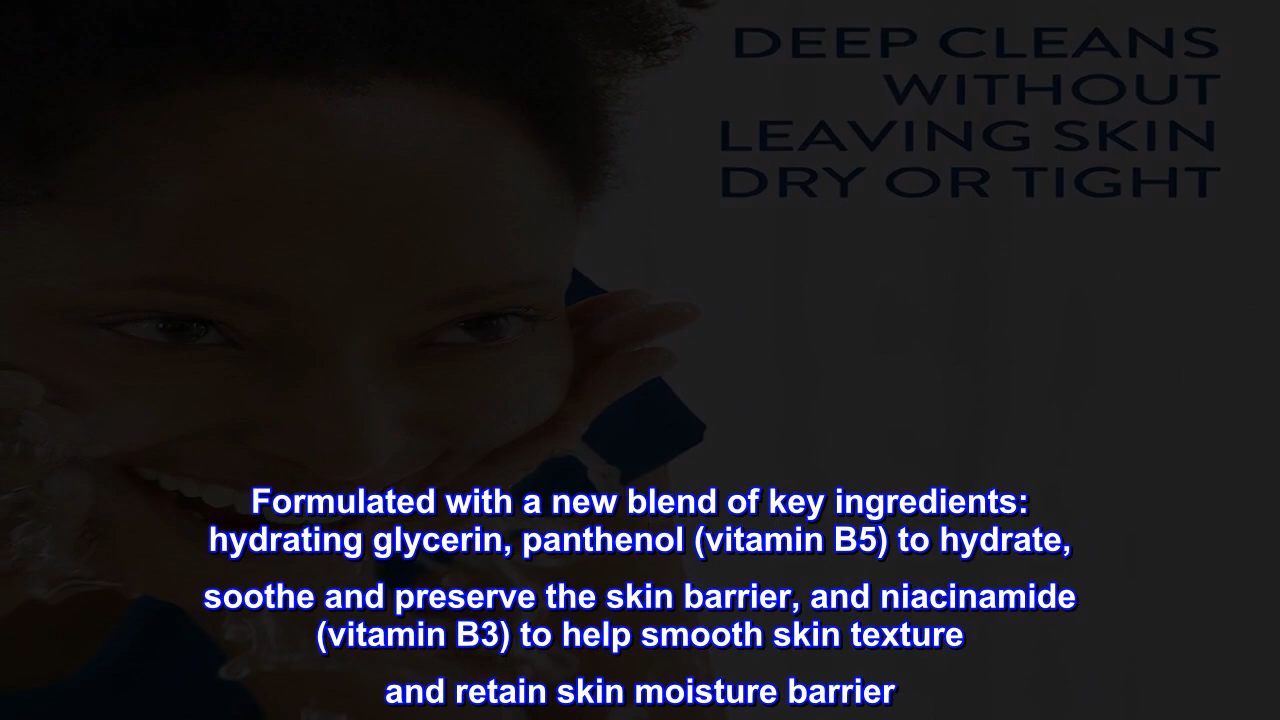 DEEP CLEANS
WITHOUT
LEAVING SKIN
DRY OR TIGHT
Formulated with a new blend of key ingredients:
hydrating glycerin, panthenol (vitamin B5) to hydrate,
soothe and preserve the skin barrier, and niacinamide
(vitamin B3) to help smooth skin texture
and retain skin moisture barrier